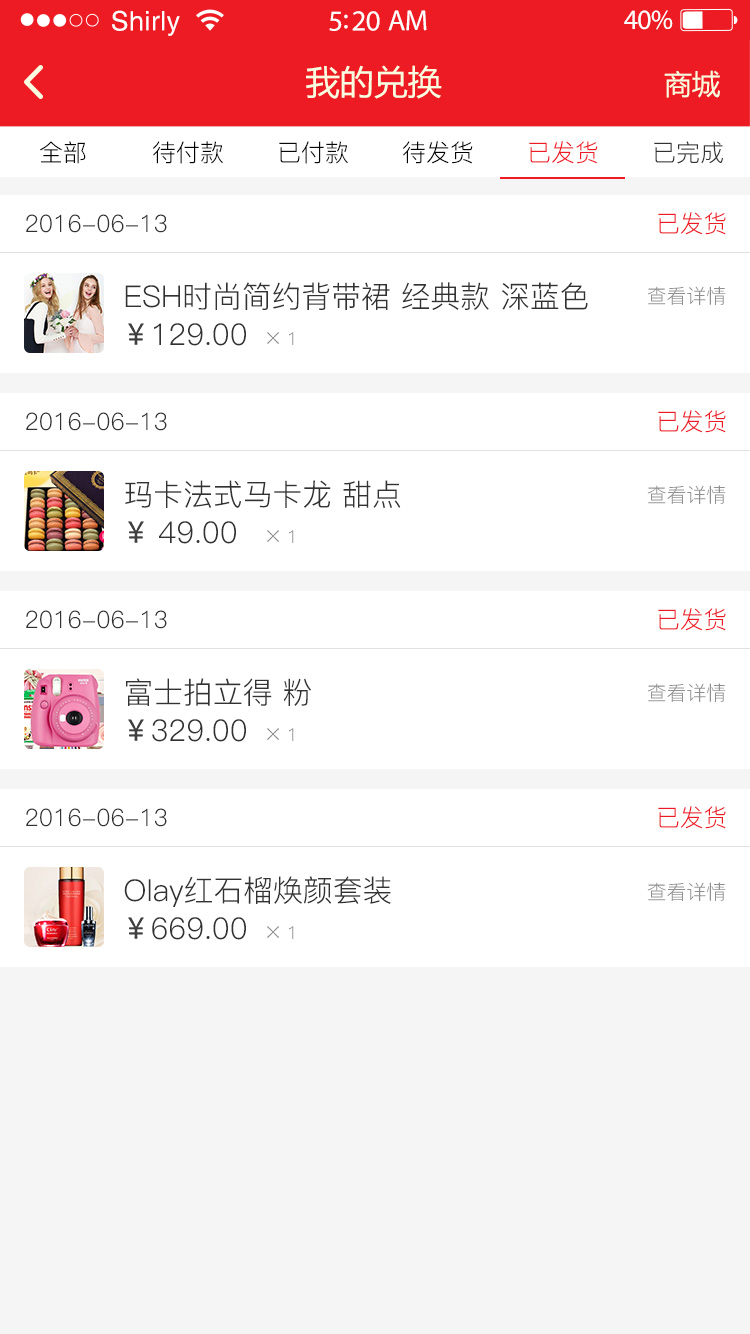 Shirly 5:20 AM 40%
我的兑换 商城
全部 待付款 已付款 待发货 已发货 已完成
2016-06-13 已发货
ESH时尚简约背带裙 经典款 深蓝色 查看详情
¥129.00 ×1
2016-06-13 已发货
玛卡法式马卡龙 甜点 查看详情
¥ 49.00 ×1
2016-06-13 已发货
富士拍立得 粉 查看详情
¥329.00 ×1
2016-06-13 已发货
Olay红石榴焕颜套装 查看详情
¥669.00 ×1